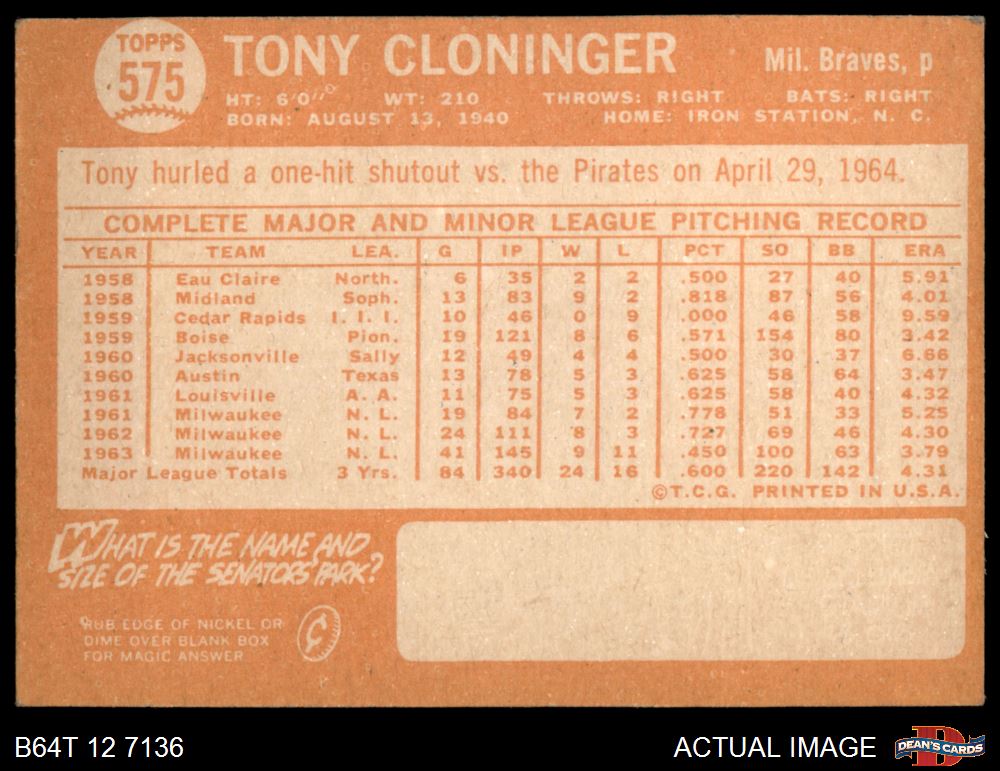 TOPPS
575
TONY CLONINGER
Mil. Braves, p
HT: 6'0" WT: 210 THROWS: RIGHT BATS: RIGHT
BORN: AUGUST 13, 1940 HOME: IRON STATION, N. C.
Tony hurled a one-hit shutout vs. the Pirates on April 29, 1964.
COMPLETE MAJOR AND MINOR LEAGUE PITCHING RECORD
YEAR TEAM LEA. G IP W L PCT SO BB ERA
1958 Eau Claire North. 6 35 2 2 .500 27 40 5.91
1958 Midland Soph. 13 83 9 2 .818 87 56 4.01
1959 Cedar Rapids I. I. I. 10 46 0 9 .000 46 58 9.59
1959 Boise Pion. 19 121 8 6 .571 154 80 3.42
1960 Jacksonville Sally 12 49 4 4 .500 30 37 6.66
1960 Austin Texas 13 78 5 3 .625 58 64 3.47
1961 Louisville A. A. 11 75 5 3 .625 58 40 4.32
1961 Milwaukee N. L. 19 84 7 2 .778 51 33 5.25
1962 Milwaukee N. L. 24 111 8 3 .727 69 46 4.30
1963 Milwaukee N. L. 41 145 9 11 .450 100 63 3.79
Major League Totals 3 Yrs. 84 340 24 16 .600 220 142 4.31
©T.C.G. PRINTED IN U.S.A.
WHAT IS THE NAME AND
SIZE OF THE SENATORS PARK?
RUB EDGE OF NICKEL OR
DIME OVER BLANK BOX
FOR MAGIC ANSWER
¢
B64T 12 7136
ACTUAL IMAGE
D
DEAN'S CARDS